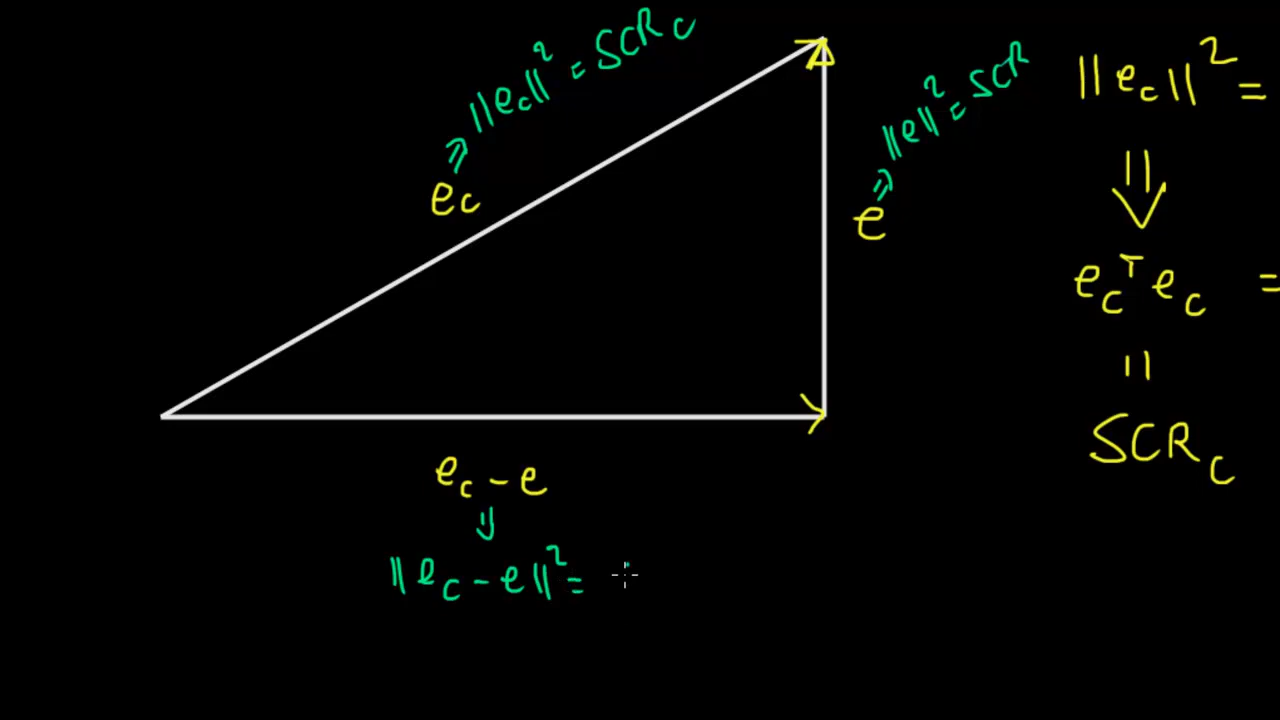 ⇒ ||e_c||² = SCR_c
e_c
⇒ ||e||² = SCR
e
e_c - e
⇓
||e_c - e||² =
||e_c||² =
⇓
e_c^T e_c =
=
SCR_c